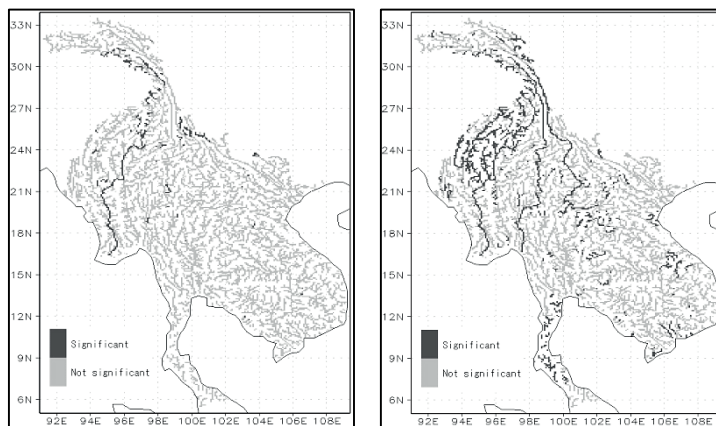 33N
30N
27N
24N
21N
18N
15N
12N
9N
6N
Significant
Not significant
92E 94E 96E 98E 100E 102E 104E 106E 108E
33N
30N
27N
24N
21N
18N
15N
12N
9N
6N
Significant
Not significant
92E 94E 96E 98E 100E 102E 104E 106E 108E